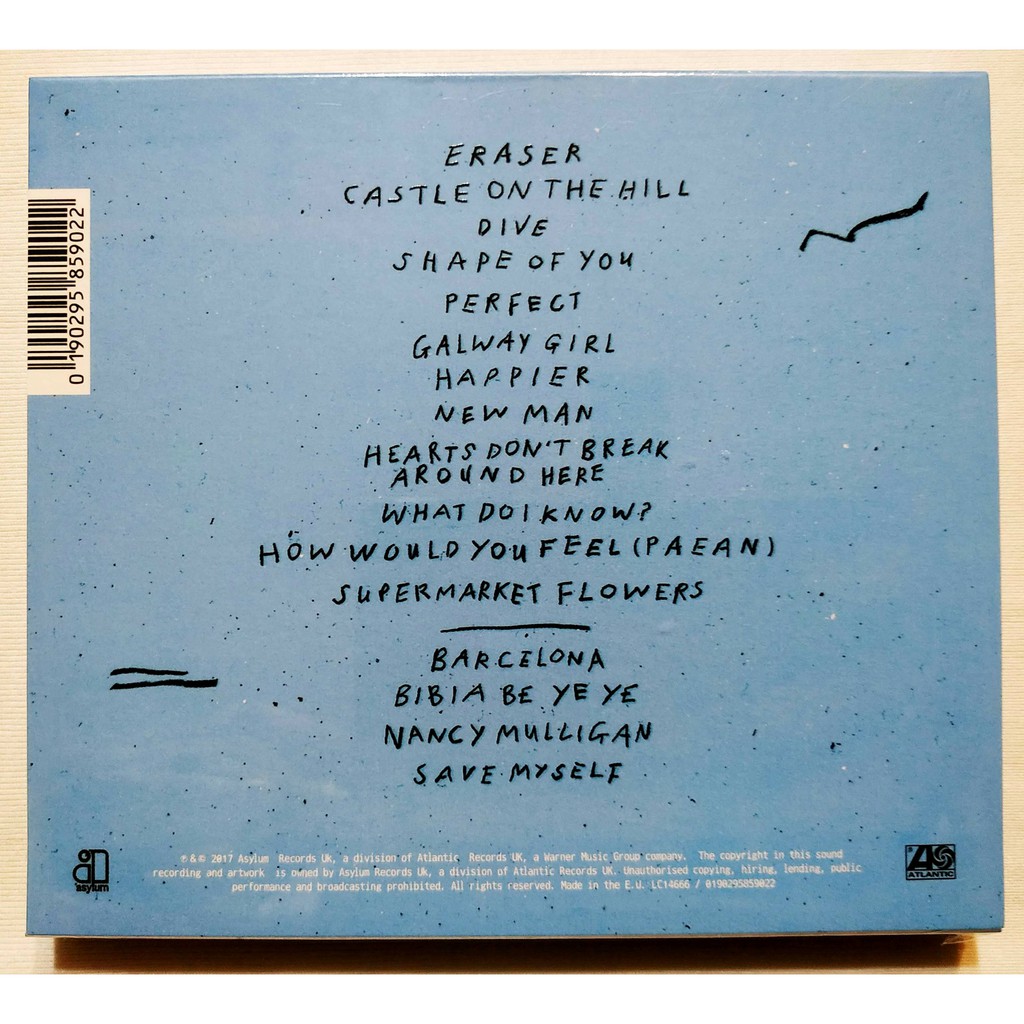 ERASER
CASTLE ON THE HILL
DIVE
SHAPE OF YOU
PERFECT
GALWAY GIRL
HAPPIER
NEW MAN
HEARTS DON'T BREAK
AROUND HERE
WHAT DO I KNOW?
HOW WOULD YOU FEEL (PAEAN)
SUPERMARKET FLOWERS
BARCELONA
BIBIA BE YE YE
NANCY MULLIGAN
SAVE MYSELF
0 190295 859022
asylum
℗ & © 2017 Asylum Records Uk, a division of Atlantic Records UK, a Warner Music Group company. The copyright in this sound
recording and artwork is owned by Asylum Records Uk, a division of Atlantic Records UK. Unauthorised copying, hiring, lending, public
performance and broadcasting prohibited. All rights reserved. Made in the E.U. LC14666 / 0190295859022
ATLANTIC